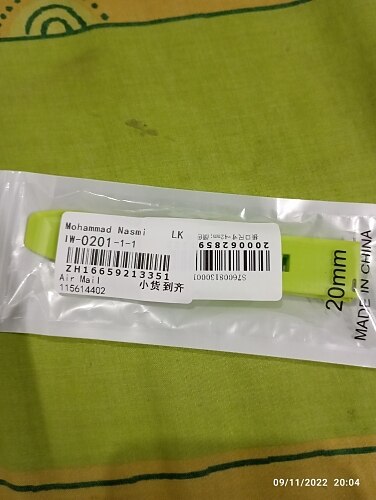 Mohammad Nasmi LK
IW-0201-1-1
ZH16659213351
Air Mail 小货到齐
115614402
2000062859
S76008130001
20mm
MADE IN CHINA
09/11/2022 20:04